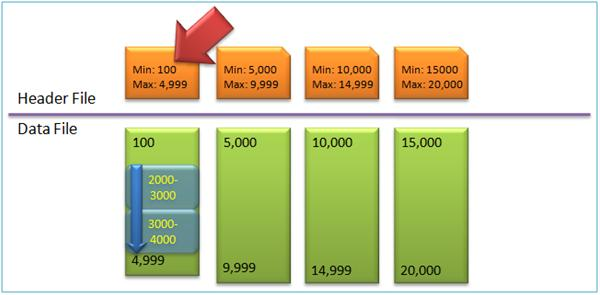 Min: 100
Max: 4,999
Min: 5,000
Max: 9,999
Min: 10,000
Max: 14,999
Min: 15000
Max: 20,000
Header File
Data File
100
5,000
10,000
15,000
2000-
3000
3000-
4000
4,999
9,999
14,999
20,000